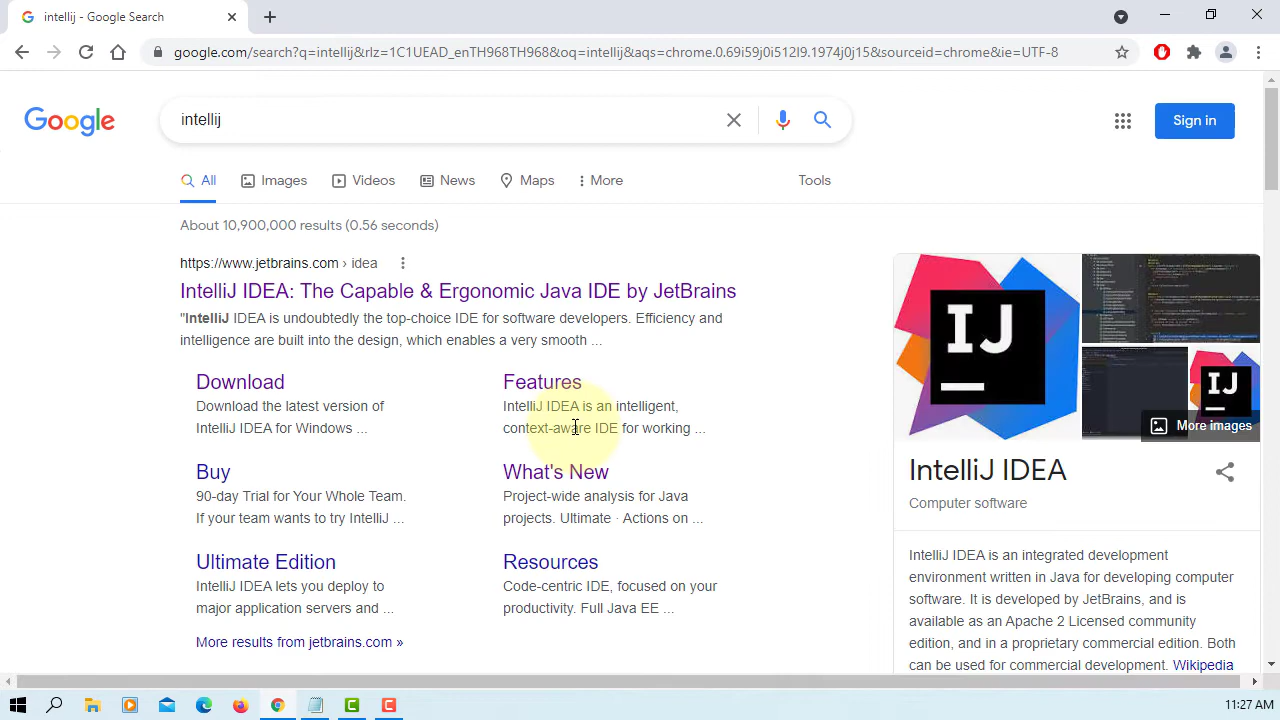 intellij - Google Search
google.com/search?q=intellij&rlz=1C1UEAD_enTH968TH968&oq=intellij&aqs=chrome.0.69i59j0i512l9.1874j0j15&sourceid=chrome&ie=UTF-8
Google
intellij
Sign in
All
Images
Videos
News
Maps
More
Tools
About 10,900,000 results (0.56 seconds)
https://www.jetbrains.com › idea
IntelliJ IDEA: The Capable & Ergonomic Java IDE by JetBrains
"IntelliJ IDEA is undoubtedly the top-choice IDE for software developers. Efficiency and
intelligence are built into the design, ...
Download
Download the latest version of
IntelliJ IDEA for Windows ...
Features
IntelliJ IDEA is an intelligent,
context-aware IDE for working ...
Buy
90-day Trial for Your Whole Team.
If your team wants to try IntelliJ ...
What's New
Project-wide analysis for Java
projects. Ultimate · Actions on ...
Ultimate Edition
IntelliJ IDEA lets you deploy to
major application servers and ...
Resources
Code-centric IDE, focused on your
productivity. Full Java EE ...
More results from jetbrains.com »
IJ
IJ
More images
IntelliJ IDEA
Computer software
IntelliJ IDEA is an integrated development
environment written in Java for developing computer
software. It is developed by JetBrains, and is
available as an Apache 2 Licensed community
edition, and in a proprietary commercial edition. Both
can be used for commercial development. Wikipedia
11:27 AM